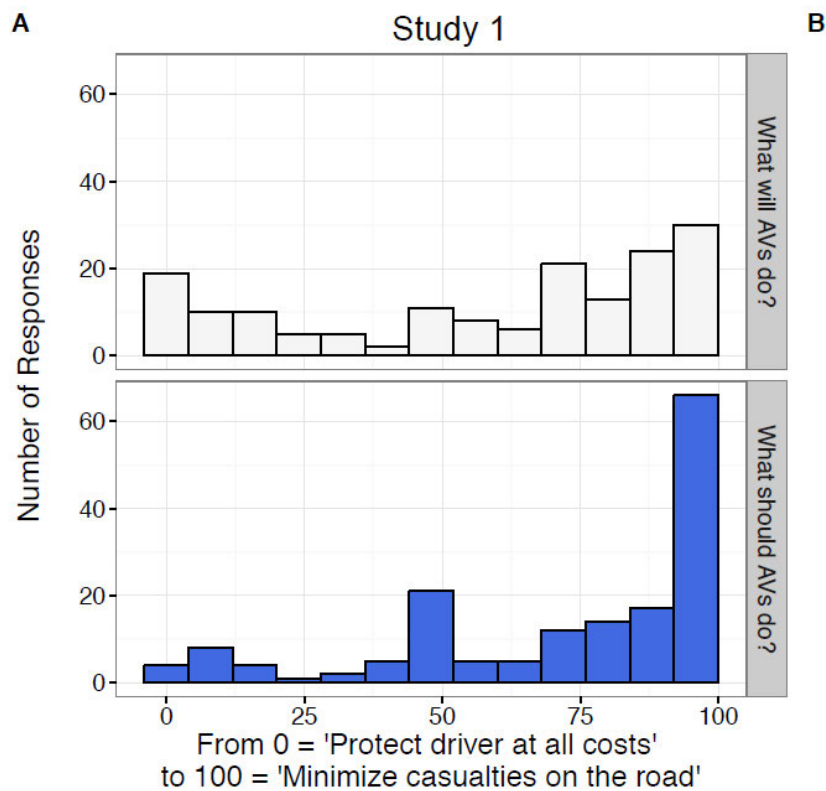 A
Study 1
B
Number of Responses
60
40
20
0
What will AVs do?
60
40
20
0
What should AVs do?
0 25 50 75 100
From 0 = 'Protect driver at all costs'
to 100 = 'Minimize casualties on the road'